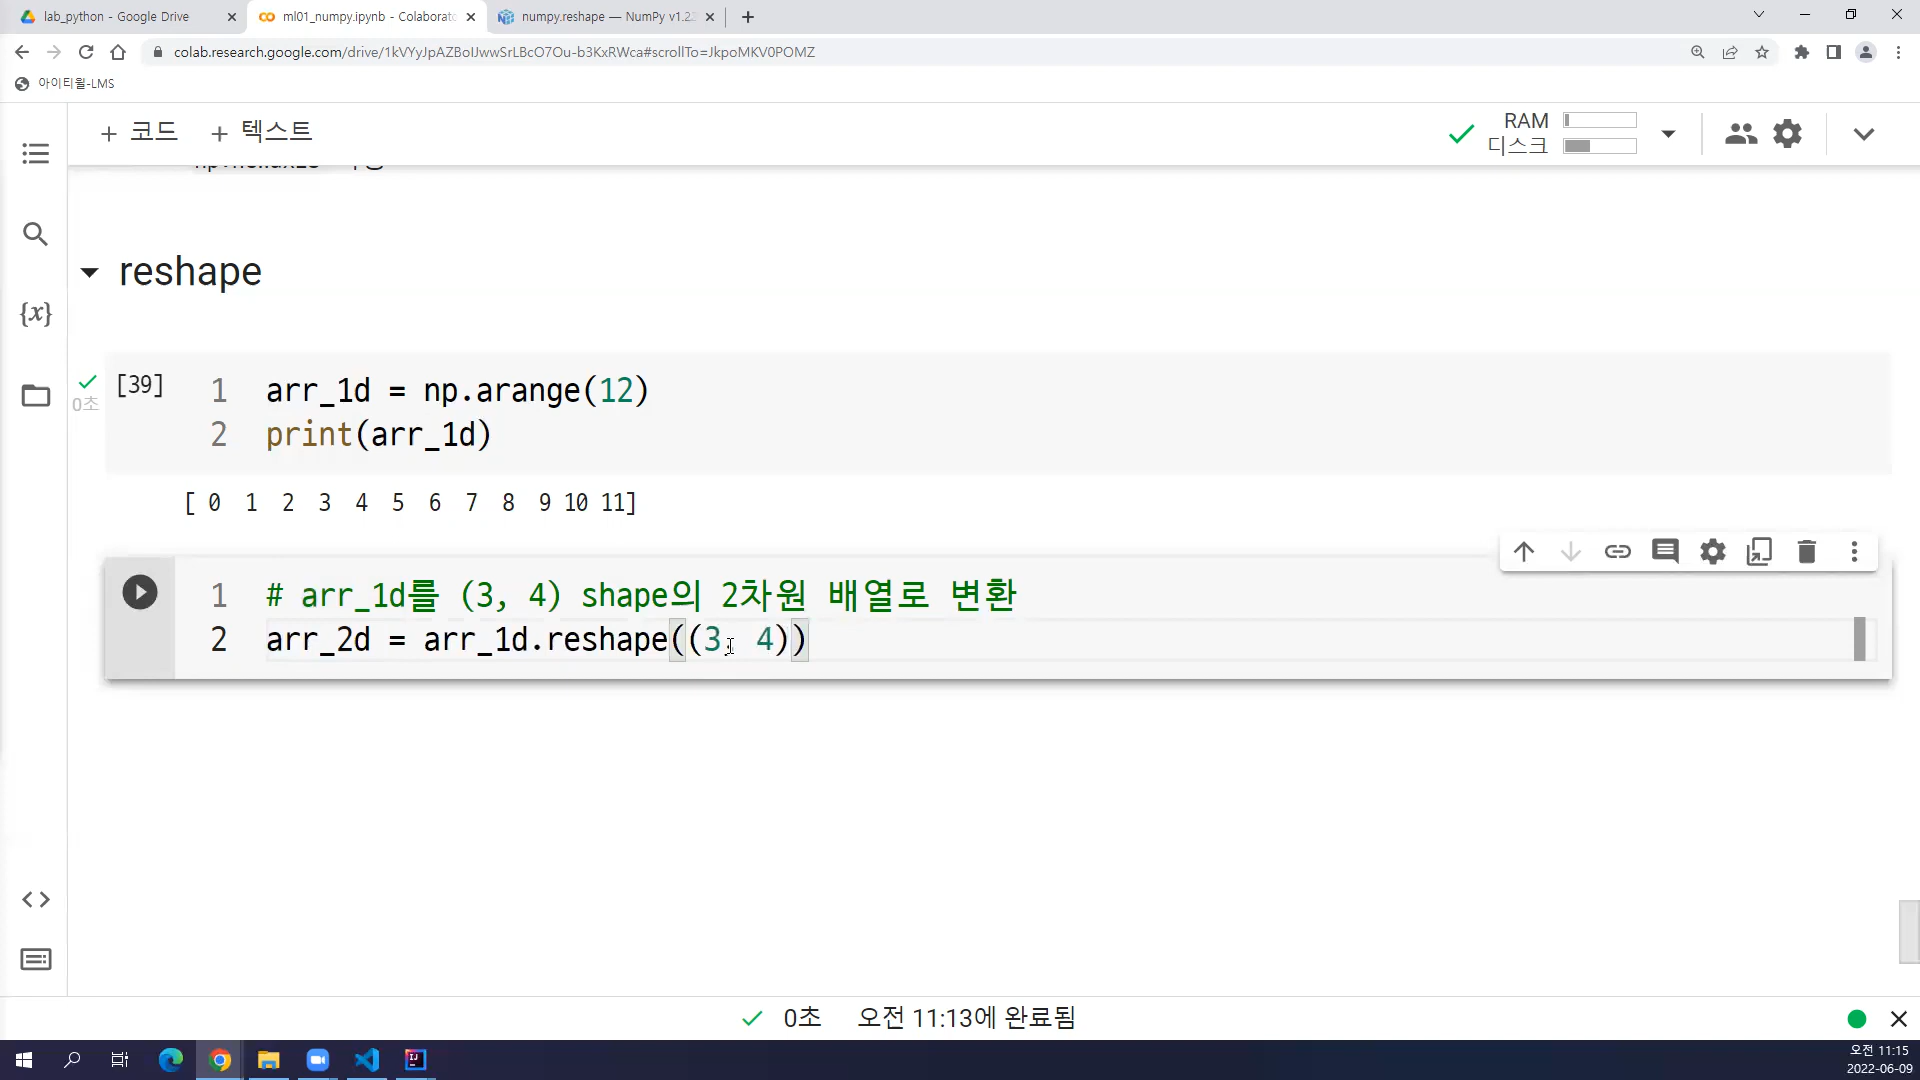 lab_python - Google Drive
ml01_numpy.ipynb - Colaborato
numpy.reshape — NumPy v1.2
colab.research.google.com/drive/1kVYyJpAZBoIJwwSrLBcO7Ou-b3KxRWca#scrollTo=JkpoMKV0POMZ
아이티윌-LMS
+ 코드 + 텍스트
RAM
디스크
reshape
{x}
[39]
0초
1 arr_1d = np.arange(12)
2 print(arr_1d)
[ 0 1 2 3 4 5 6 7 8 9 10 11]
1 # arr_1d를 (3, 4) shape의 2차원 배열로 변환
2 arr_2d = arr_1d.reshape((3, 4))
0초 오전 11:13에 완료됨
오전 11:15
2022-06-09